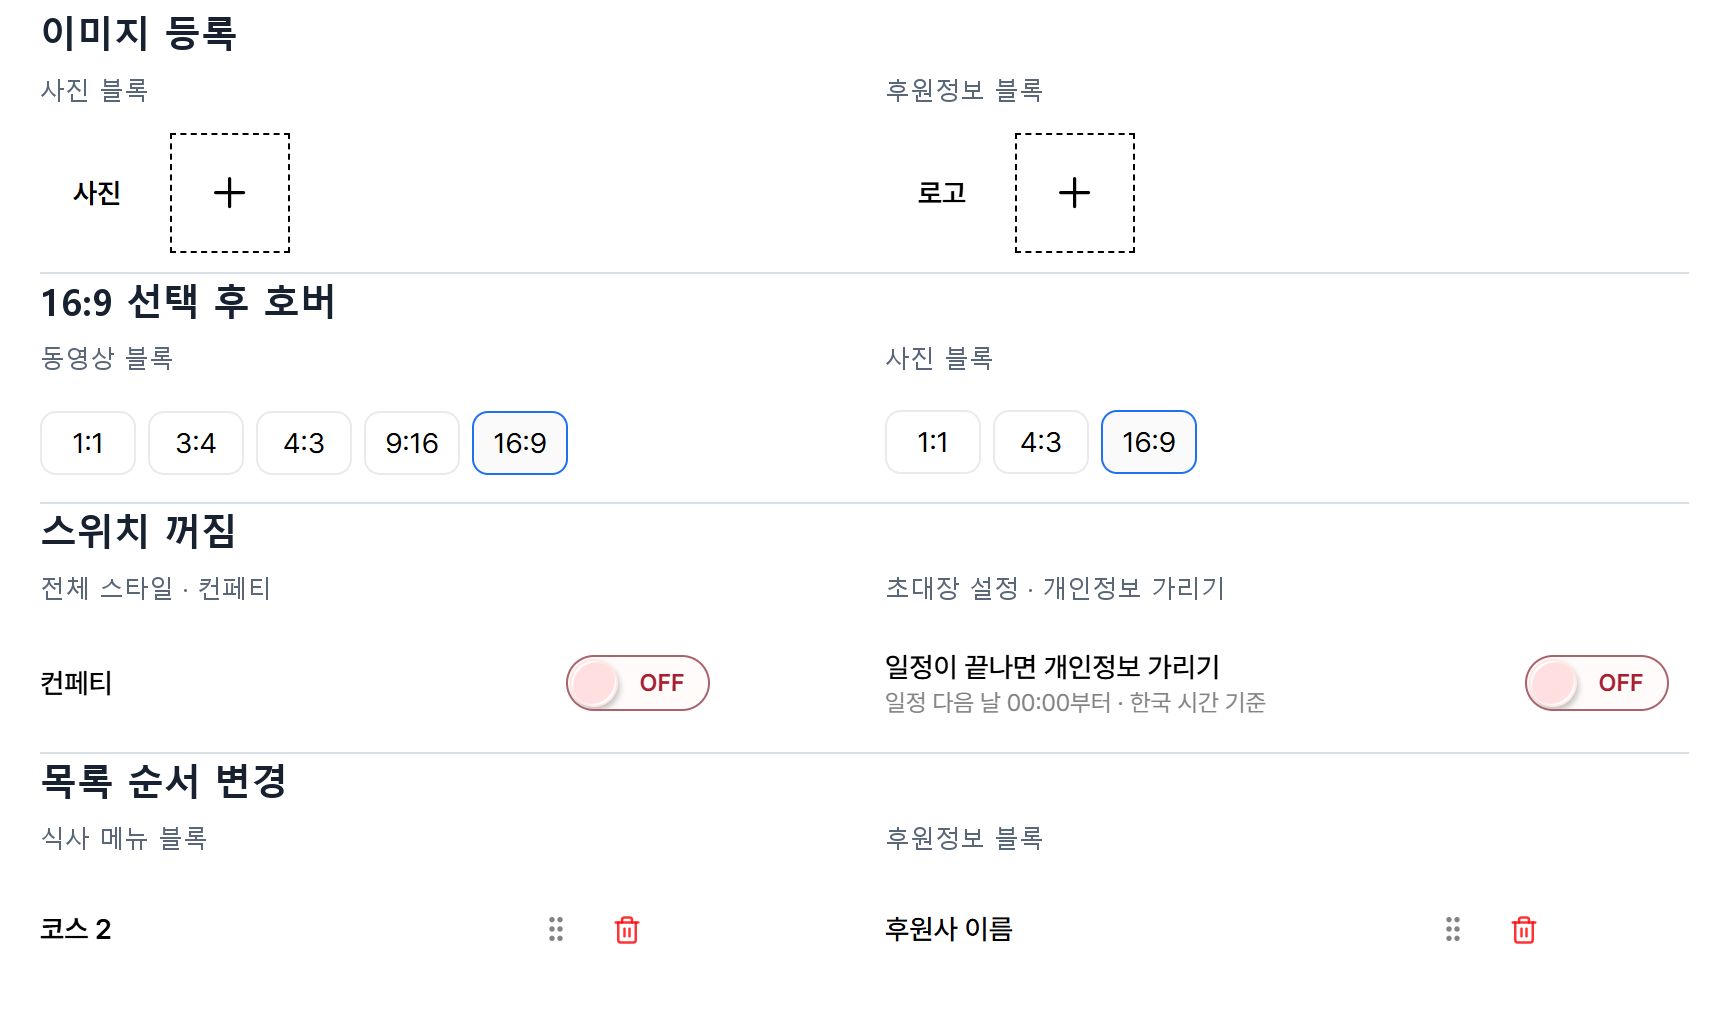 이미지 등록
사진 블록
후원정보 블록
사진
로고
16:9 선택 후 호버
동영상 블록
사진 블록
1:1 3:4 4:3 9:16 16:9
1:1 4:3 16:9
스위치 꺼짐
전체 스타일 · 컨페티
초대장 설정 · 개인정보 가리기
컨페티
OFF
일정이 끝나면 개인정보 가리기
일정 다음 날 00:00부터 · 한국 시간 기준
OFF
목록 순서 변경
식사 메뉴 블록
후원정보 블록
코스 2
후원사 이름